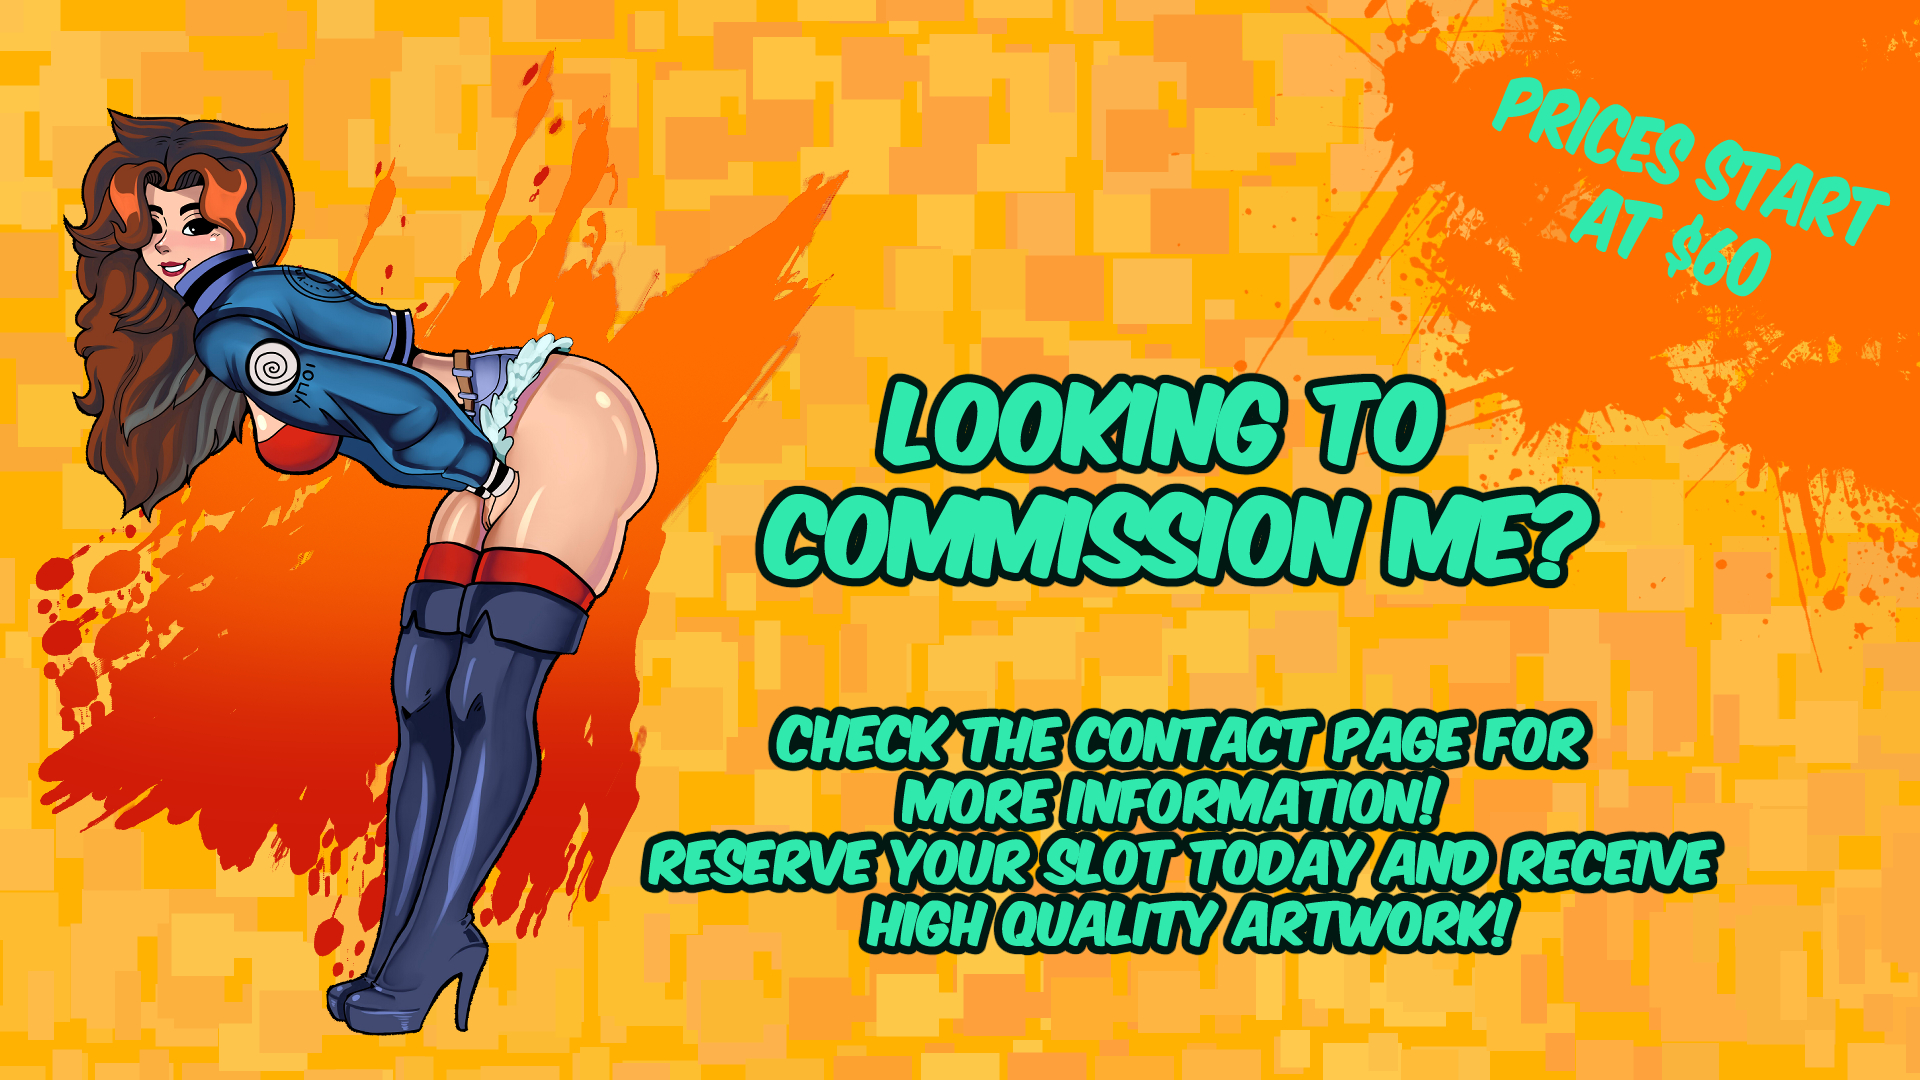 PRICES START
AT $60
LOOKING TO
COMMISSION ME?
CHECK THE CONTACT PAGE FOR
MORE INFORMATION!
RESERVE YOUR SLOT TODAY AND RECEIVE
HIGH QUALITY ARTWORK!